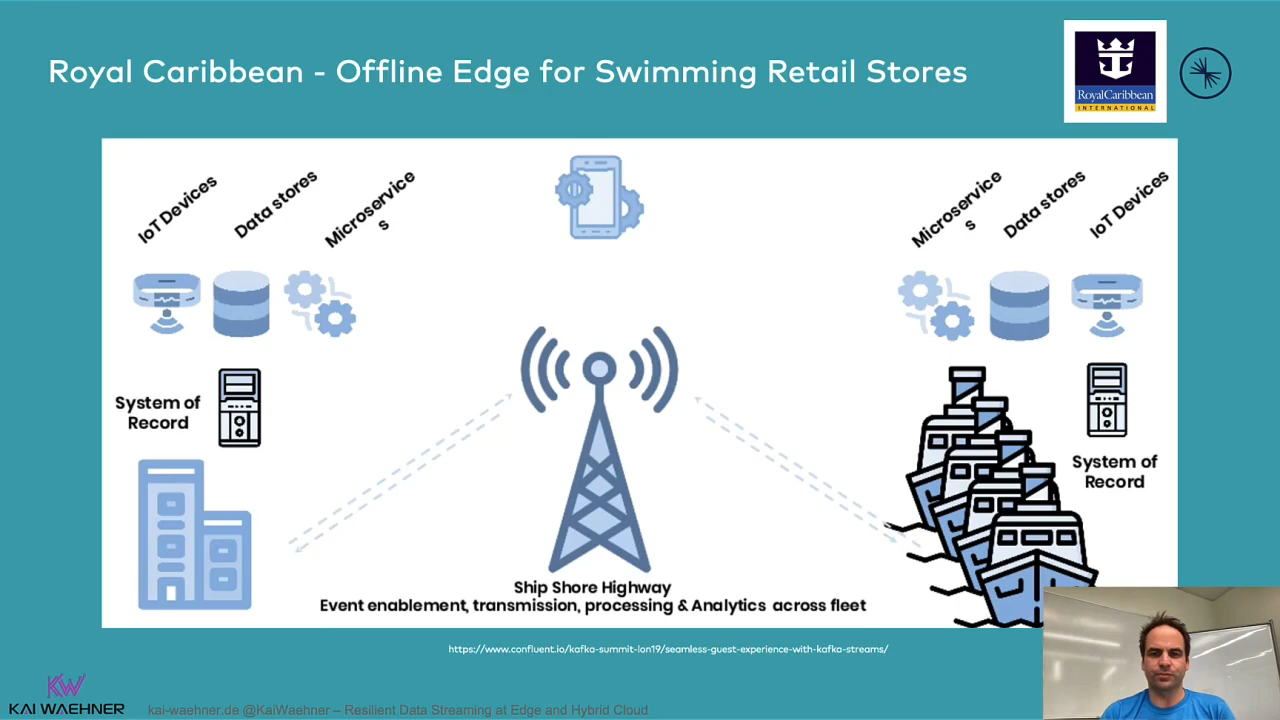 Royal Caribbean - Offline Edge for Swimming Retail Stores
RoyalCaribbean
INTERNATIONAL
IoT Devices
Data stores
Microservice
s
Microservice
s
Data stores
IoT Devices
System of
Record
System of
Record
Ship Shore Highway
Event enablement, transmission, processing & Analytics across fleet
https://www.confluent.io/kafka-summit-lon19/seamless-guest-experience-with-kafka-streams/
KW
KAI WAEHNER
kai-waehner.de @KaiWaehner – Resilient Data Streaming at Edge and Hybrid Cloud